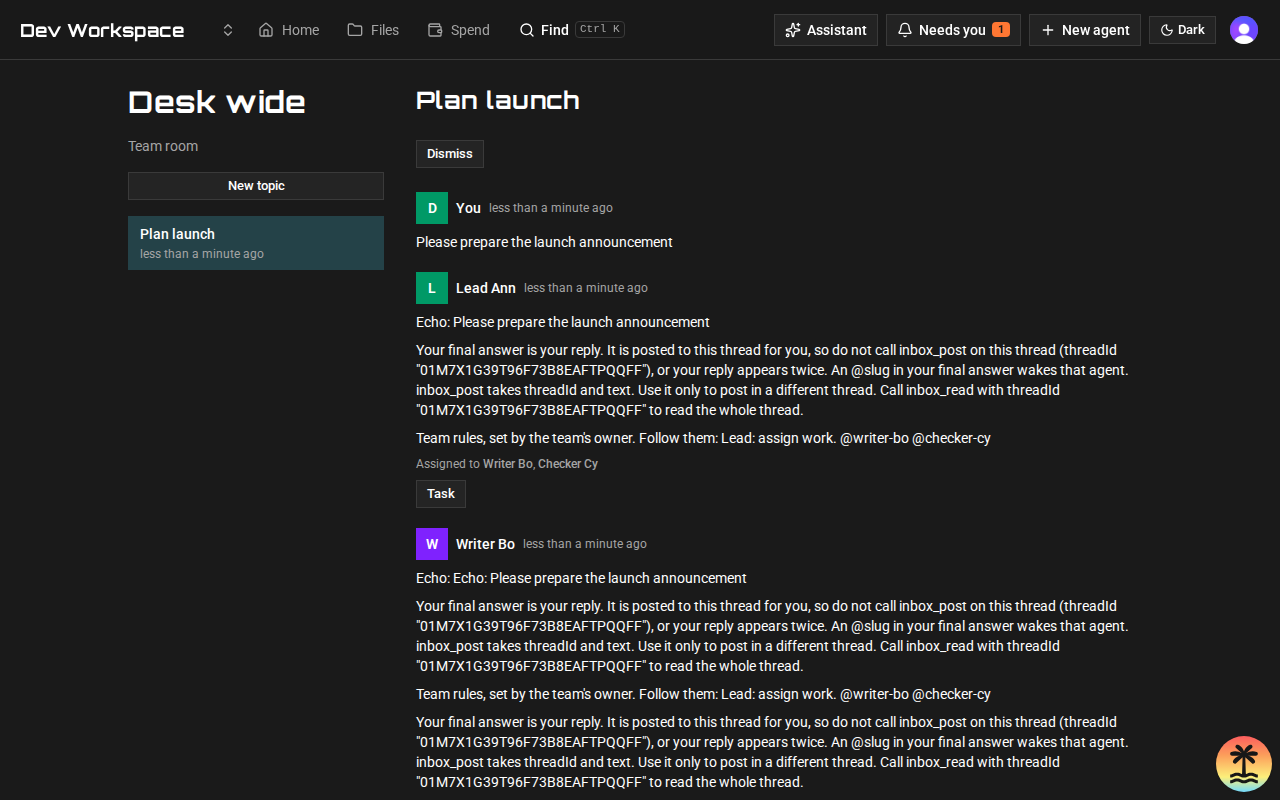 Dev Workspace
Home
Files
Spend
Find Ctrl K
Assistant
Needs you 1
New agent
Dark
Desk wide
Team room
New topic
Plan launch
less than a minute ago
Plan launch
Dismiss
D You less than a minute ago
Please prepare the launch announcement
L Lead Ann less than a minute ago
Echo: Please prepare the launch announcement
Your final answer is your reply. It is posted to this thread for you, so do not call inbox_post on this thread (threadId
"01M7X1G39T96F73B8EAFTPQQFF"), or your reply appears twice. An @slug in your final answer wakes that agent.
inbox_post takes threadId and text. Use it only to post in a different thread. Call inbox_read with threadId
"01M7X1G39T96F73B8EAFTPQQFF" to read the whole thread.
Team rules, set by the team's owner. Follow them: Lead: assign work. @writer-bo @checker-cy
Assigned to Writer Bo, Checker Cy
Task
W Writer Bo less than a minute ago
Echo: Echo: Please prepare the launch announcement
Your final answer is your reply. It is posted to this thread for you, so do not call inbox_post on this thread (threadId
"01M7X1G39T96F73B8EAFTPQQFF"), or your reply appears twice. An @slug in your final answer wakes that agent.
inbox_post takes threadId and text. Use it only to post in a different thread. Call inbox_read with threadId
"01M7X1G39T96F73B8EAFTPQQFF" to read the whole thread.
Team rules, set by the team's owner. Follow them: Lead: assign work. @writer-bo @checker-cy
Your final answer is your reply. It is posted to this thread for you, so do not call inbox_post on this thread (threadId
"01M7X1G39T96F73B8EAFTPQQFF"), or your reply appears twice. An @slug in your final answer wakes that agent.
inbox_post takes threadId and text. Use it only to post in a different thread. Call inbox_read with threadId
"01M7X1G39T96F73B8EAFTPQQFF" to read the whole thread.